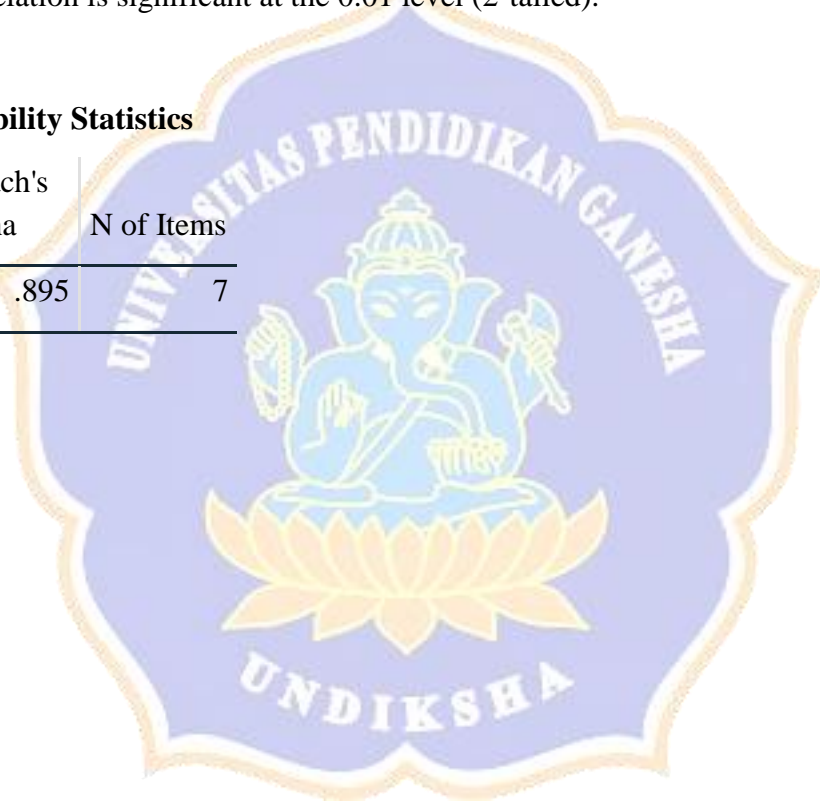 elation is significant at the 0.01 level (2-tailed).
bility Statistics
ach's
a N of Items
.895 7
UNIVERSITAS PENDIDIKAN GANESHA
UNDIKSHA